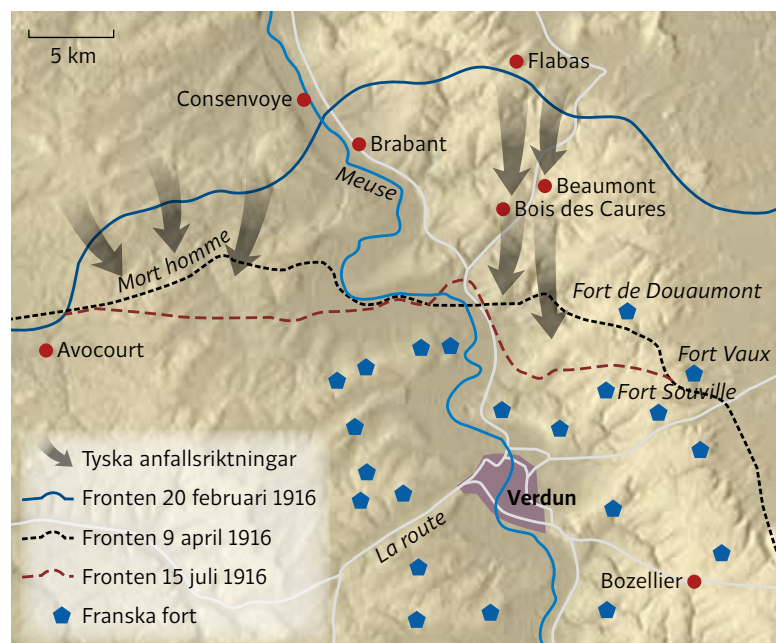 5 km
Flabas
Consenvoye
Brabant
Meuse
Beaumont
Bois des Caures
Mort homme
Fort de Douaumont
Avocourt
Fort Vaux
Fort Souville
Tyska anfallsriktningar
Fronten 20 februari 1916
Verdun
Fronten 9 april 1916
La route
Fronten 15 juli 1916
Bozellier
Franska fort